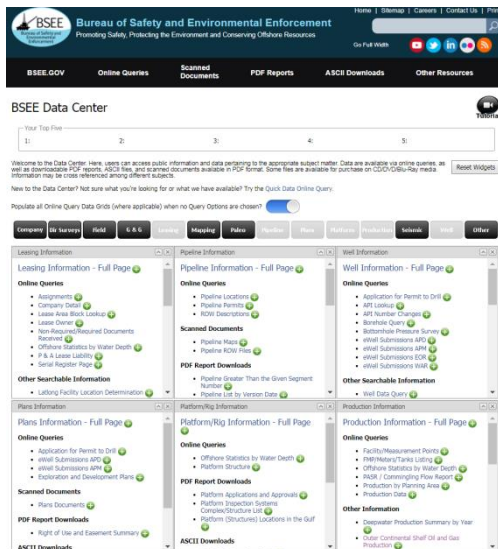 Home | Sitemap | Careers | Contact Us | Print
BSEE
Bureau of Safety and Environmental Enforcement
Bureau of Safety and Environmental Enforcement
Promoting Safety, Protecting the Environment and Conserving Offshore Resources
Go Full Width
BSEE.GOV
Online Queries
Scanned Documents
PDF Reports
ASCII Downloads
Other Resources
BSEE Data Center
Tutorial
Your Top Five
1: 2: 3: 4: 5:
Welcome to the Data Center. Here, users can access public information and data pertaining to the appropriate subject matter. Data are available via online queries, as
well as downloadable PDF reports, ASCII files, and scanned documents available in PDF format. Some files are available for purchase on CD/DVD/Blu-Ray media.
Information may be cross referenced among different subjects.
Reset Widgets
New to the Data Center? Not sure what you're looking for or what we have available? Try the Quick Data Online Query.
Populate all Online Query Data Grids (where applicable) when no Query Options are chosen?
Company Dir Surveys Field G & G Leasing Mapping Paleo Pipeline Plans Platform Production Seismic Well Other
Leasing Information
Leasing Information - Full Page
Online Queries
Assignments
Company Detail
Lease Area Block Lookup
Lease Owner
Non-Required/Required Documents
Received
Offshore Statistics by Water Depth
P & A Lease Liability
Serial Register Page
Other Searchable Information
Latlong Facility Location Determination
Pipeline Information
Pipeline Information - Full Page
Online Queries
Pipeline Locations
Pipeline Permits
ROW Descriptions
Scanned Documents
Pipeline Maps
Pipeline ROW Files
PDF Report Downloads
Pipeline Greater Than the Given Segment
Number
Pipeline List by Version Date
Well Information
Well Information - Full Page
Online Queries
Application for Permit to Drill
API Lookup
API Number Changes
Borehole Query
Bottomhole Pressure Survey
eWell Submissions APD
eWell Submissions APM
eWell Submissions EOR
eWell Submissions WAR
Other Searchable Information
Well Data Query
Plans Information
Plans Information - Full Page
Online Queries
Application for Permit to Drill
eWell Submissions APD
eWell Submissions APM
Exploration and Development Plans
Scanned Documents
Plans Documents
PDF Report Downloads
Right of Use and Easement Summary
ASCII Downloads
Platform/Rig Information
Platform/Rig Information - Full Page
Online Queries
Offshore Statistics by Water Depth
Platform Structure
PDF Report Downloads
Platform Applications and Approvals
Platform Inspection Systems
Complex/Structure List
Platform (Structures) Locations in the Gulf
ASCII Downloads
Production Information
Production Information - Full Page
Online Queries
Facility/Measurement Points
FMP/Meters/Tanks Listing
Offshore Statistics by Water Depth
PASR / Commingling Flow Report
Production by Planning Area
Production Data
Other Information
Deepwater Production Summary by Year
Outer Continental Shelf Oil and Gas
Production